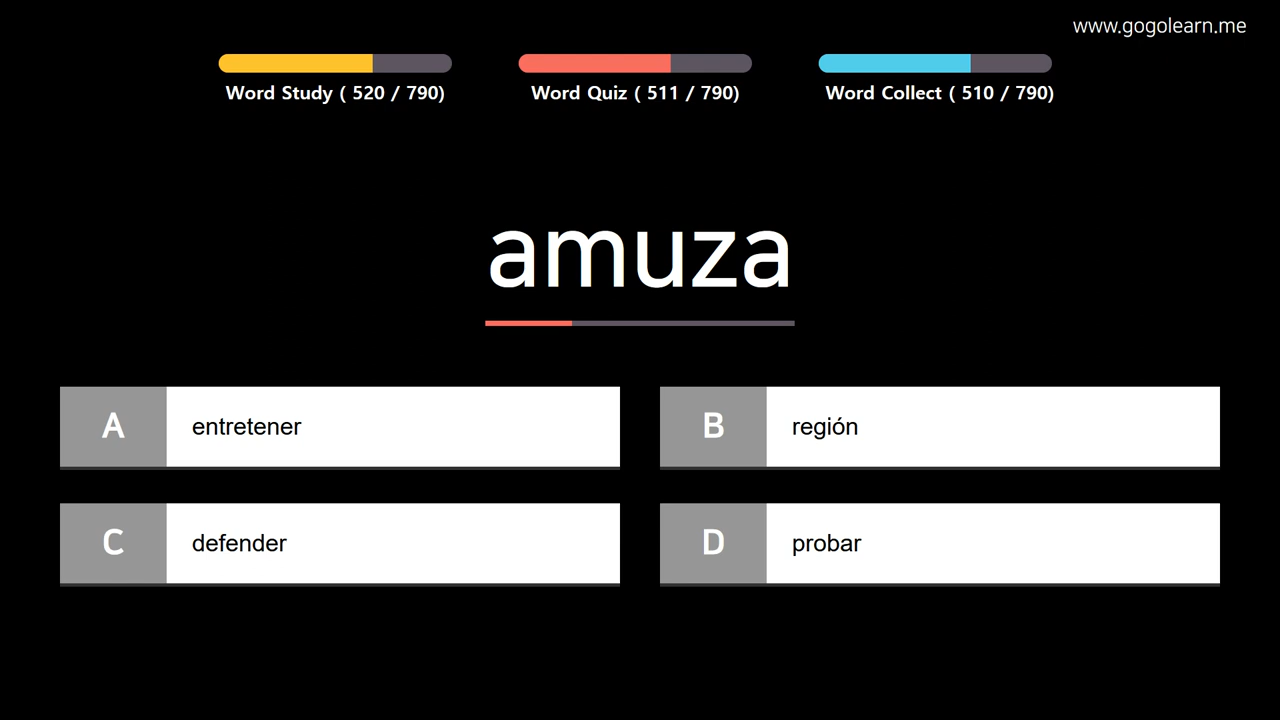 www.gogolearn.me
Word Study ( 520 / 790)
Word Quiz ( 511 / 790)
Word Collect ( 510 / 790)
amuza
A entretener
B región
C defender
D probar